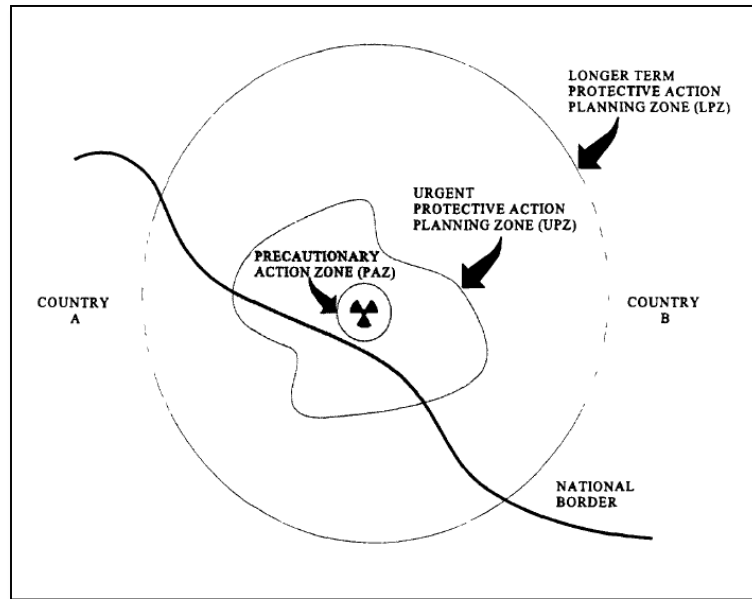 LONGER TERM
PROTECTIVE ACTION
PLANNING ZONE (LPZ)
URGENT
PROTECTIVE ACTION
PLANNING ZONE (UPZ)
PRECAUTIONARY
ACTION ZONE (PAZ)
COUNTRY
A
COUNTRY
B
NATIONAL
BORDER